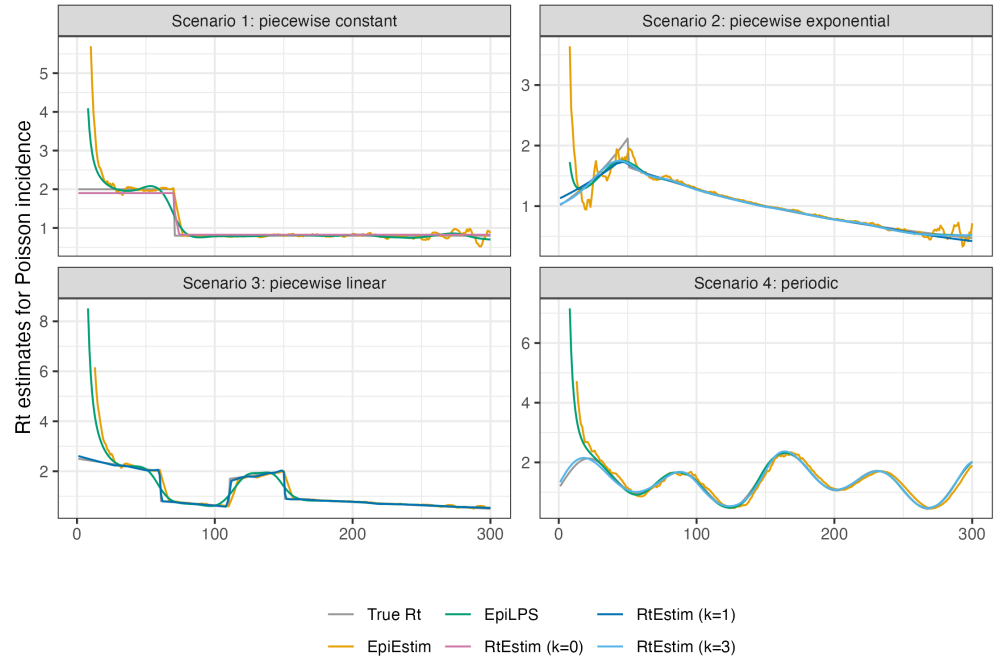 Scenario 1: piecewise constant
Scenario 2: piecewise exponential
5
4
3
2
1
3
2
1
Rt estimates for Poisson incidence
Scenario 3: piecewise linear
Scenario 4: periodic
8
6
4
2
6
4
2
0
100
200
300
0
100
200
300
True Rt
EpiLPS
RtEstim (k=1)
EpiEstim
RtEstim (k=0)
RtEstim (k=3)